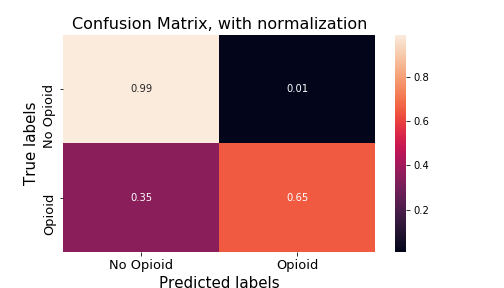 Confusion Matrix, with normalization
True labels
No Opioid
0.99
0.01
Opioid
0.35
0.65
No Opioid
Opioid
Predicted labels
0.8
0.6
0.4
0.2